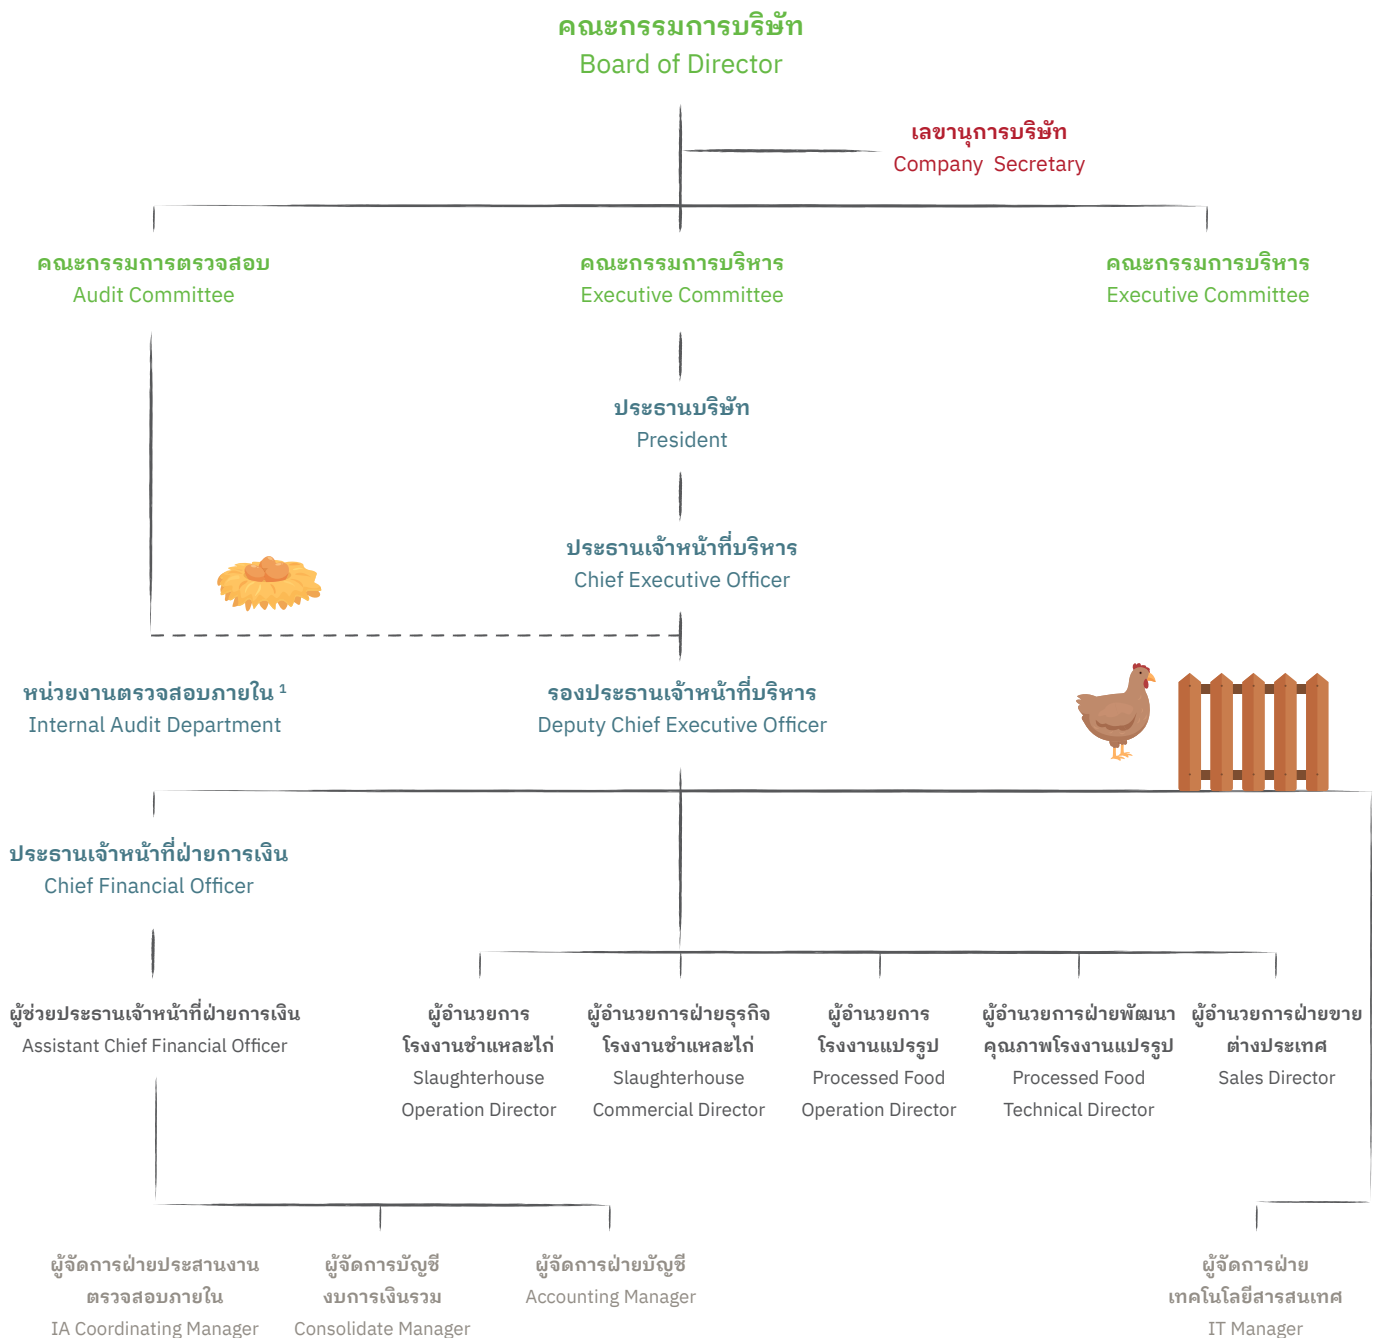 คณะกรรมการบริษัท
Board of Director
เลขานุการบริษัท
Company Secretary
คณะกรรมการตรวจสอบ
Audit Committee
คณะกรรมการบริหาร
Executive Committee
คณะกรรมการบริหาร
Executive Committee
ประธานบริษัท
President
ประธานเจ้าหน้าที่บริหาร
Chief Executive Officer
หน่วยงานตรวจสอบภายใน ¹
Internal Audit Department
รองประธานเจ้าหน้าที่บริหาร
Deputy Chief Executive Officer
ประธานเจ้าหน้าที่ฝ่ายการเงิน
Chief Financial Officer
ผู้ช่วยประธานเจ้าหน้าที่ฝ่ายการเงิน
Assistant Chief Financial Officer
ผู้อำนวยการ
โรงงานชำแหละไก่
Slaughterhouse
Operation Director
ผู้อำนวยการฝ่ายธุรกิจ
โรงงานชำแหละไก่
Slaughterhouse
Commercial Director
ผู้อำนวยการ
โรงงานแปรรูป
Processed Food
Operation Director
ผู้อำนวยการฝ่ายพัฒนา
คุณภาพโรงงานแปรรูป
Processed Food
Technical Director
ผู้อำนวยการฝ่ายขาย
ต่างประเทศ
Sales Director
ผู้จัดการฝ่ายประสานงาน
ตรวจสอบภายใน
IA Coordinating Manager
ผู้จัดการบัญชี
งบการเงินรวม
Consolidate Manager
ผู้จัดการฝ่ายบัญชี
Accounting Manager
ผู้จัดการฝ่าย
เทคโนโลยีสารสนเทศ
IT Manager